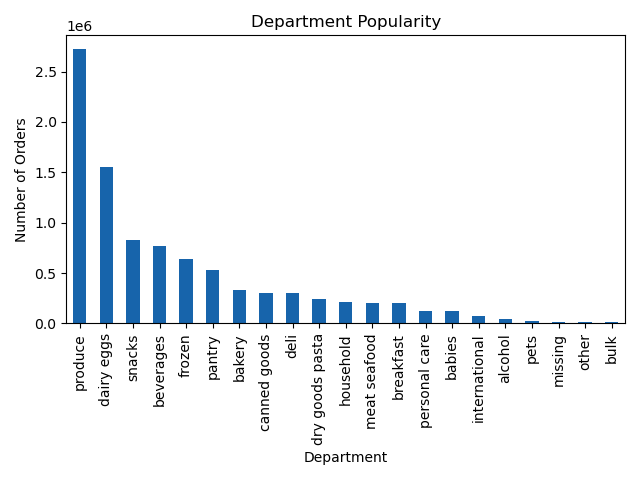 Department Popularity
1e6
2.5
2.0
1.5
1.0
0.5
0.0
Number of Orders
produce
dairy eggs
snacks
beverages
frozen
pantry
bakery
canned goods
deli
dry goods pasta
household
meat seafood
breakfast
personal care
babies
international
alcohol
pets
missing
other
bulk
Department